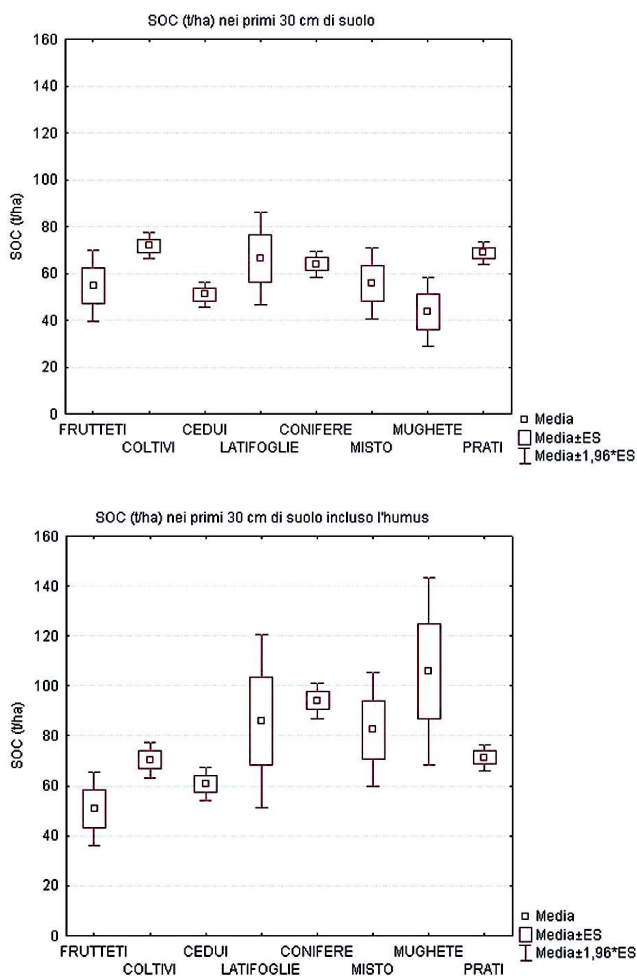 SOC (t/ha) nei primi 30 cm di suolo
160
140
120
100
80
60
40
20
0
SOC (t/ha)
FRUTTETI
COLTIVI
CEDUI
LATIFOGLIE
CONIFERE
MISTO
MUGHETE
PRATI
Media
Media±ES
Media±1,96*ES
SOC (t/ha) nei primi 30 cm di suolo incluso l'humus
160
140
120
100
80
60
40
20
0
SOC (t/ha)
FRUTTETI
COLTIVI
CEDUI
LATIFOGLIE
CONIFERE
MISTO
MUGHETE
PRATI
Media
Media±ES
Media±1,96*ES